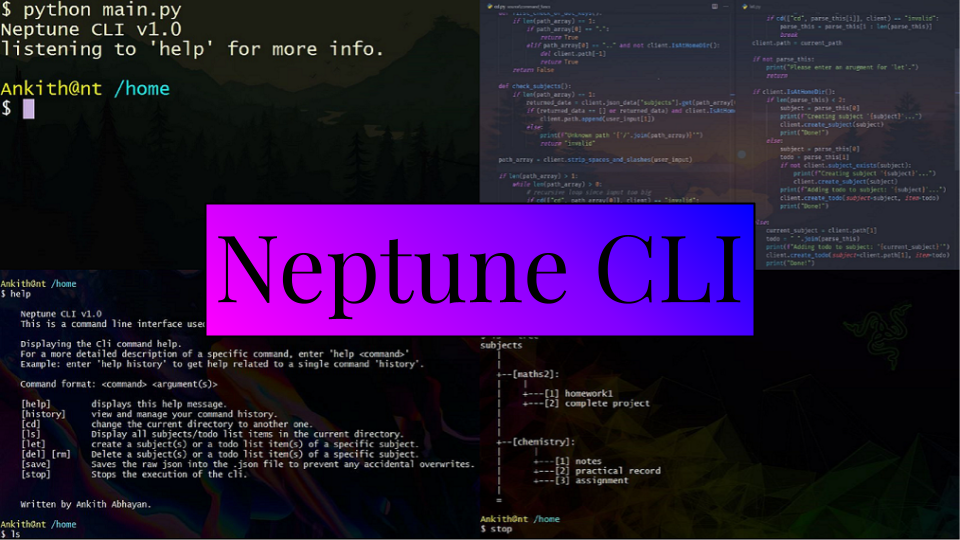 $ python main.py
Neptune CLI v1.0
listening to 'help' for more info.
Ankith@nt /home
$
if len(path_array) == 1:
if path_array[0] == ".":
return True
elif path_array[0] == ".." and not client.IsAtHomeDir():
del client.path[-1]
return True
return False
def check_subjects():
if len(path_array) == 1:
returned_data = client.json_data["subjects"].get(path_array[
if (returned_data == [] or returned_data) and client.IsAtHom
client.path.append(user_input[1])
else:
print(f"Unknown path '{'/'.join(path_array)}'")
return "invalid"
path_array = client.strip_spaces_and_slashes(user_input)
if len(path_array) > 1:
while len(path_array) > 0:
# recursive loop since input too big
if cd(["cd", path_array[0]], client) == "invalid":
if cd(["cd", parse_this[i]], client) == "invalid":
parse_this = parse_this[i : len(parse_this)]
break
client.path = current_path
if not parse_this:
print("Please enter an arugment for 'let'.")
return
if client.IsAtHomeDir():
if len(parse_this) < 2:
subject = parse_this[0]
print(f"Creating subject '{subject}'...")
client.create_subject(subject)
print("Done!")
else:
subject = parse_this[0]
todo = parse_this[1]
if not client.subject_exists(subject):
print(f"Creating subject '{subject}'...")
client.create_subject(subject)
print(f"Adding todo to subject: '{subject}'...")
client.create_todo(subject=subject, item=todo)
print("Done!")
else:
current_subject = client.path[1]
todo = " ".join(parse_this)
print(f"Adding todo to subject: '{current_subject}'")
client.create_todo(subject=client.path[1], item=todo)
print("Done!")
Neptune CLI
Ankith@nt /home
$ help
Neptune CLI v1.0
This is a command line interface used
Displaying the Cli command help.
For a more detailed description of a specific command, enter 'help <command>'
Example: enter 'help history' to get help related to a single command 'history'.
Command format: <command> <argument(s)>
[help] displays this help message.
[history] view and manage your command history.
[cd] change the current directory to another one.
[ls] Display all subjects/todo list items in the current directory.
[let] create a subject(s) or a todo list item(s) of a specific subject.
[del] [rm] Delete a subject(s) or a todo list item(s) of a specific subject.
[save] Saves the raw json into the .json file to prevent any accidental overwrites.
[stop] Stops the execution of the cli.
Written by Ankith Abhayan.
Ankith@nt /home
$ ls
subjects
|
+--[maths2]:
| |
| +---[1] homework1
| +---[2] complete project
|
|
+--[chemistry]:
| |
| +---[1] notes
| +---[2] practical record
| +---[3] assignment
|
=
Ankith@nt /home
$ stop